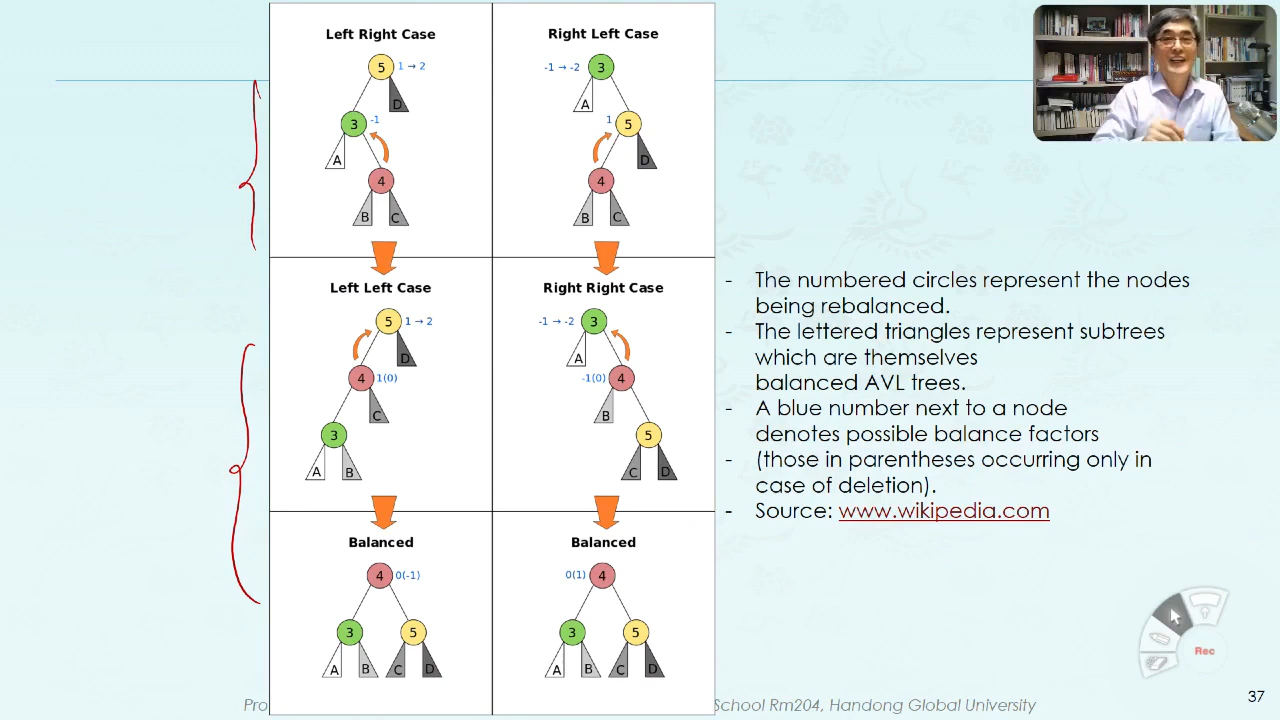 Left Right Case
5 1 → 2
D
3 -1
A
4
B C
Right Left Case
-1 → -2 3
A
1 5
D
4
B C
Left Left Case
5 1 → 2
D
4 1(0)
C
3
A B
Right Right Case
-1 → -2 3
A
-1(0) 4
B
5
C D
Balanced
4 0(-1)
3 5
A B C D
Balanced
0(1) 4
3 5
A B C D
- The numbered circles represent the nodes
being rebalanced.
- The lettered triangles represent subtrees
which are themselves
balanced AVL trees.
- A blue number next to a node
denotes possible balance factors
- (those in parentheses occurring only in
case of deletion).
- Source: www.wikipedia.com
Rec
Pro
School Rm204, Handong Global University
37